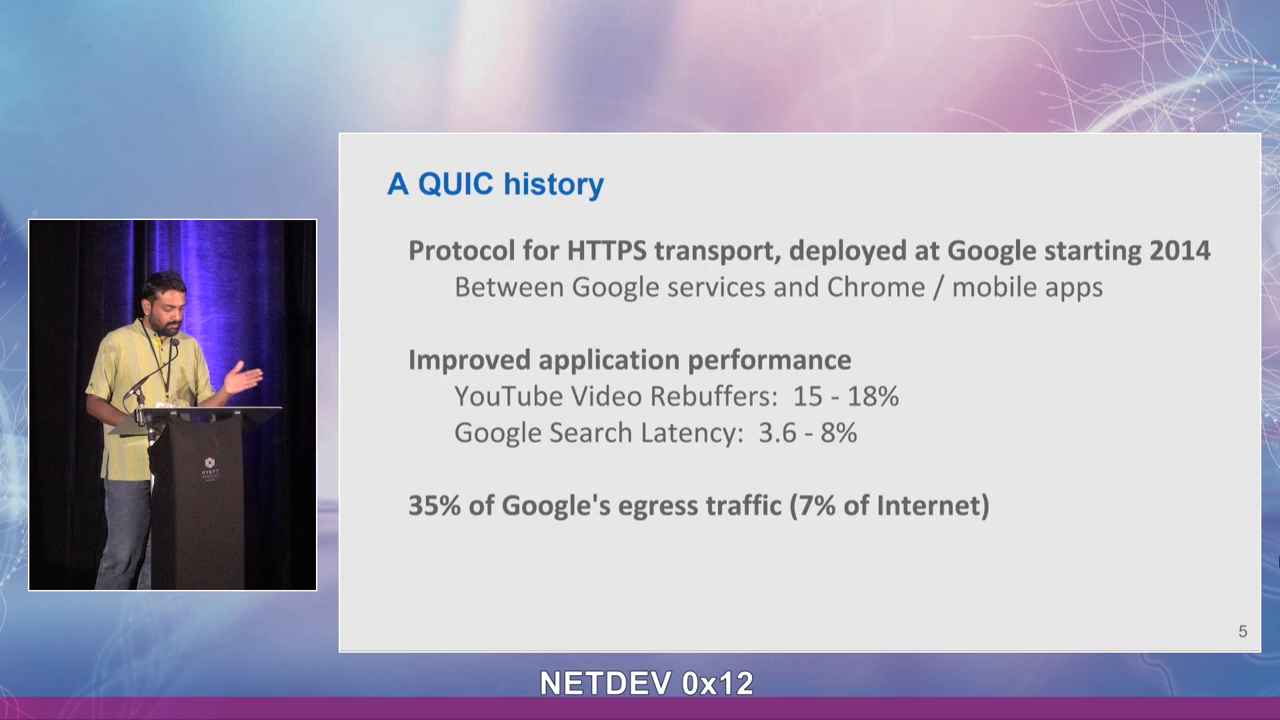 A QUIC history
Protocol for HTTPS transport, deployed at Google starting 2014
Between Google services and Chrome / mobile apps
Improved application performance
YouTube Video Rebuffers: 15 - 18%
Google Search Latency: 3.6 - 8%
35% of Google's egress traffic (7% of Internet)
5
HYATT
NETDEV 0x12